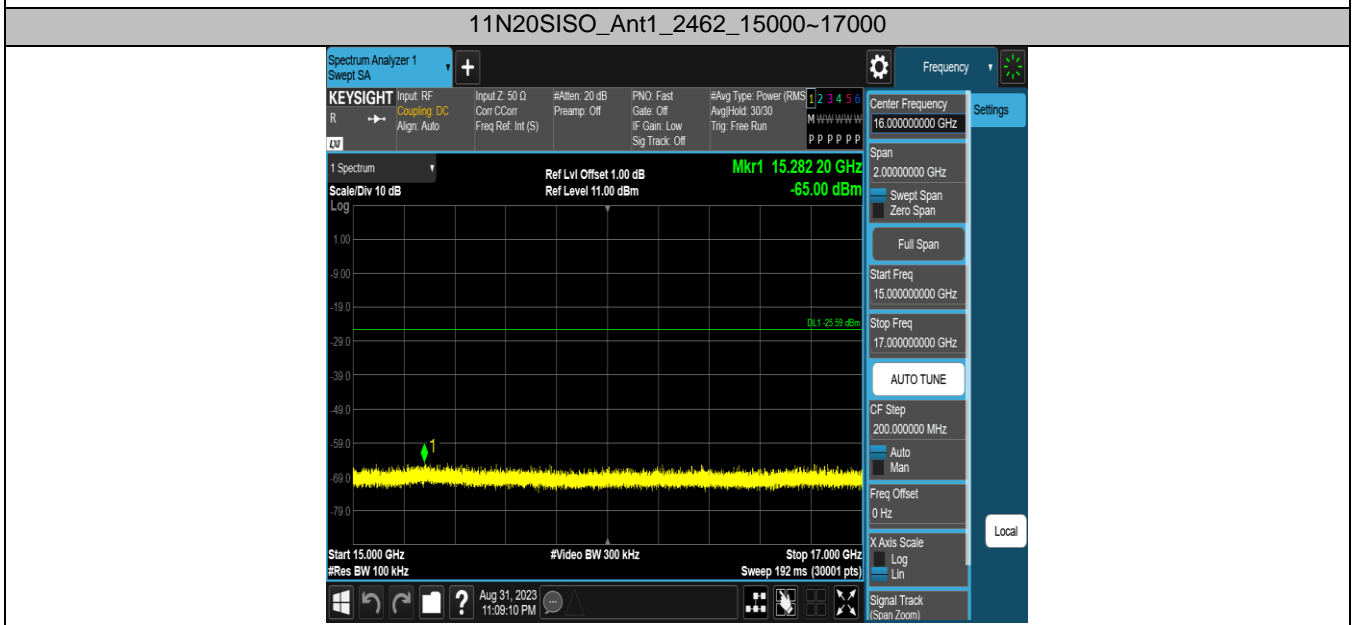 11N20SISO_Ant1_2462_15000~17000
Spectrum Analyzer 1
Swept SA
Frequency
KEYSIGHT
R
LXI
Input: RF
Coupling: DC
Align: Auto
Input Z: 50 Ω
Corr CCorr
Freq Ref: Int (S)
#Atten: 20 dB
Preamp: Off
PNO: Fast
Gate: Off
IF Gain: Low
Sig Track: Off
#Avg Type: Power (RMS
Avg|Hold: 30/30
Trig: Free Run
1 2 3 4 5 6
M W W W W W
P P P P P P
1 Spectrum
Scale/Div 10 dB
Log
Ref Lvl Offset 1.00 dB
Ref Level 11.00 dBm
Mkr1 15.282 20 GHz
-65.00 dBm
1.00
-9.00
-19.0
DL1 -25.59 dBm
-29.0
-39.0
-49.0
-59.0
1
-69.0
-79.0
Start 15.000 GHz
#Res BW 100 kHz
#Video BW 300 kHz
Stop 17.000 GHz
Sweep 192 ms (30001 pts)
?
Aug 31, 2023
11:09:10 PM
Center Frequency
16.000000000 GHz
Settings
Span
2.00000000 GHz
Swept Span
Zero Span
Full Span
Start Freq
15.000000000 GHz
Stop Freq
17.000000000 GHz
AUTO TUNE
CF Step
200.000000 MHz
Auto
Man
Freq Offset
0 Hz
X Axis Scale
Log
Lin
Local
Signal Track
(Span Zoom)